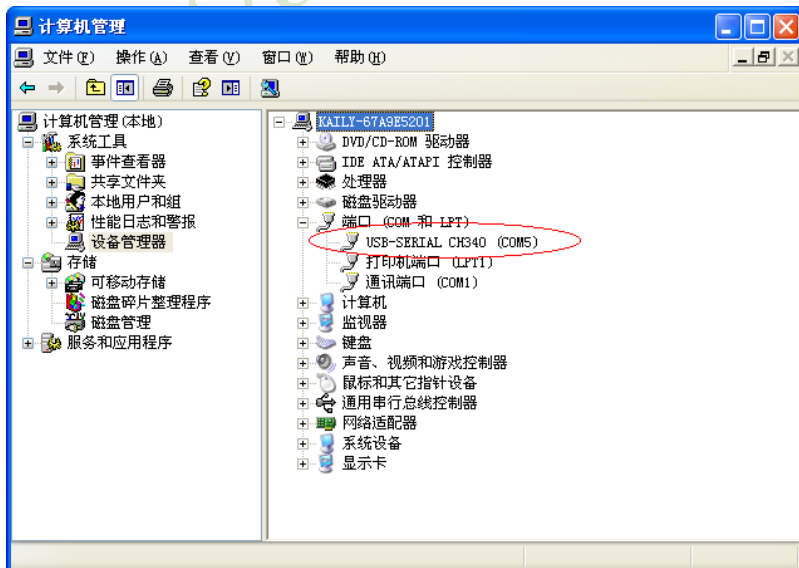 计算机管理
文件(F) 操作(A) 查看(V) 窗口(W) 帮助(H)
计算机管理(本地)
系统工具
事件查看器
共享文件夹
本地用户和组
性能日志和警报
设备管理器
存储
可移动存储
磁盘碎片整理程序
磁盘管理
服务和应用程序
KAILY-67A9E5201
DVD/CD-ROM 驱动器
IDE ATA/ATAPI 控制器
处理器
磁盘驱动器
端口 (COM 和 LPT)
USB-SERIAL CH340 (COM5)
打印机端口 (LPT1)
通讯端口 (COM1)
计算机
监视器
键盘
声音、视频和游戏控制器
鼠标和其它指针设备
通用串行总线控制器
网络适配器
系统设备
显示卡